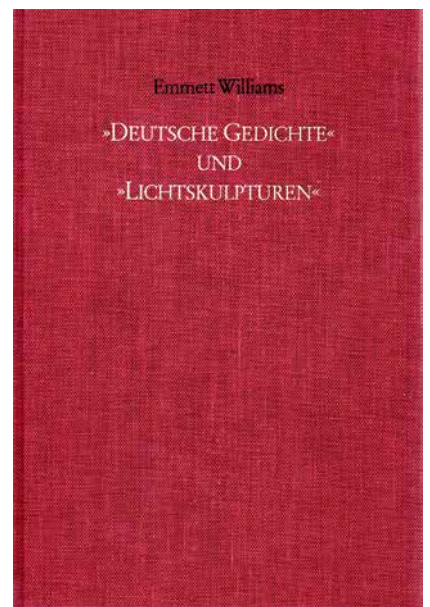 Emmett Williams
»DEUTSCHE GEDICHTE«
UND
»LICHTSKULPTUREN«